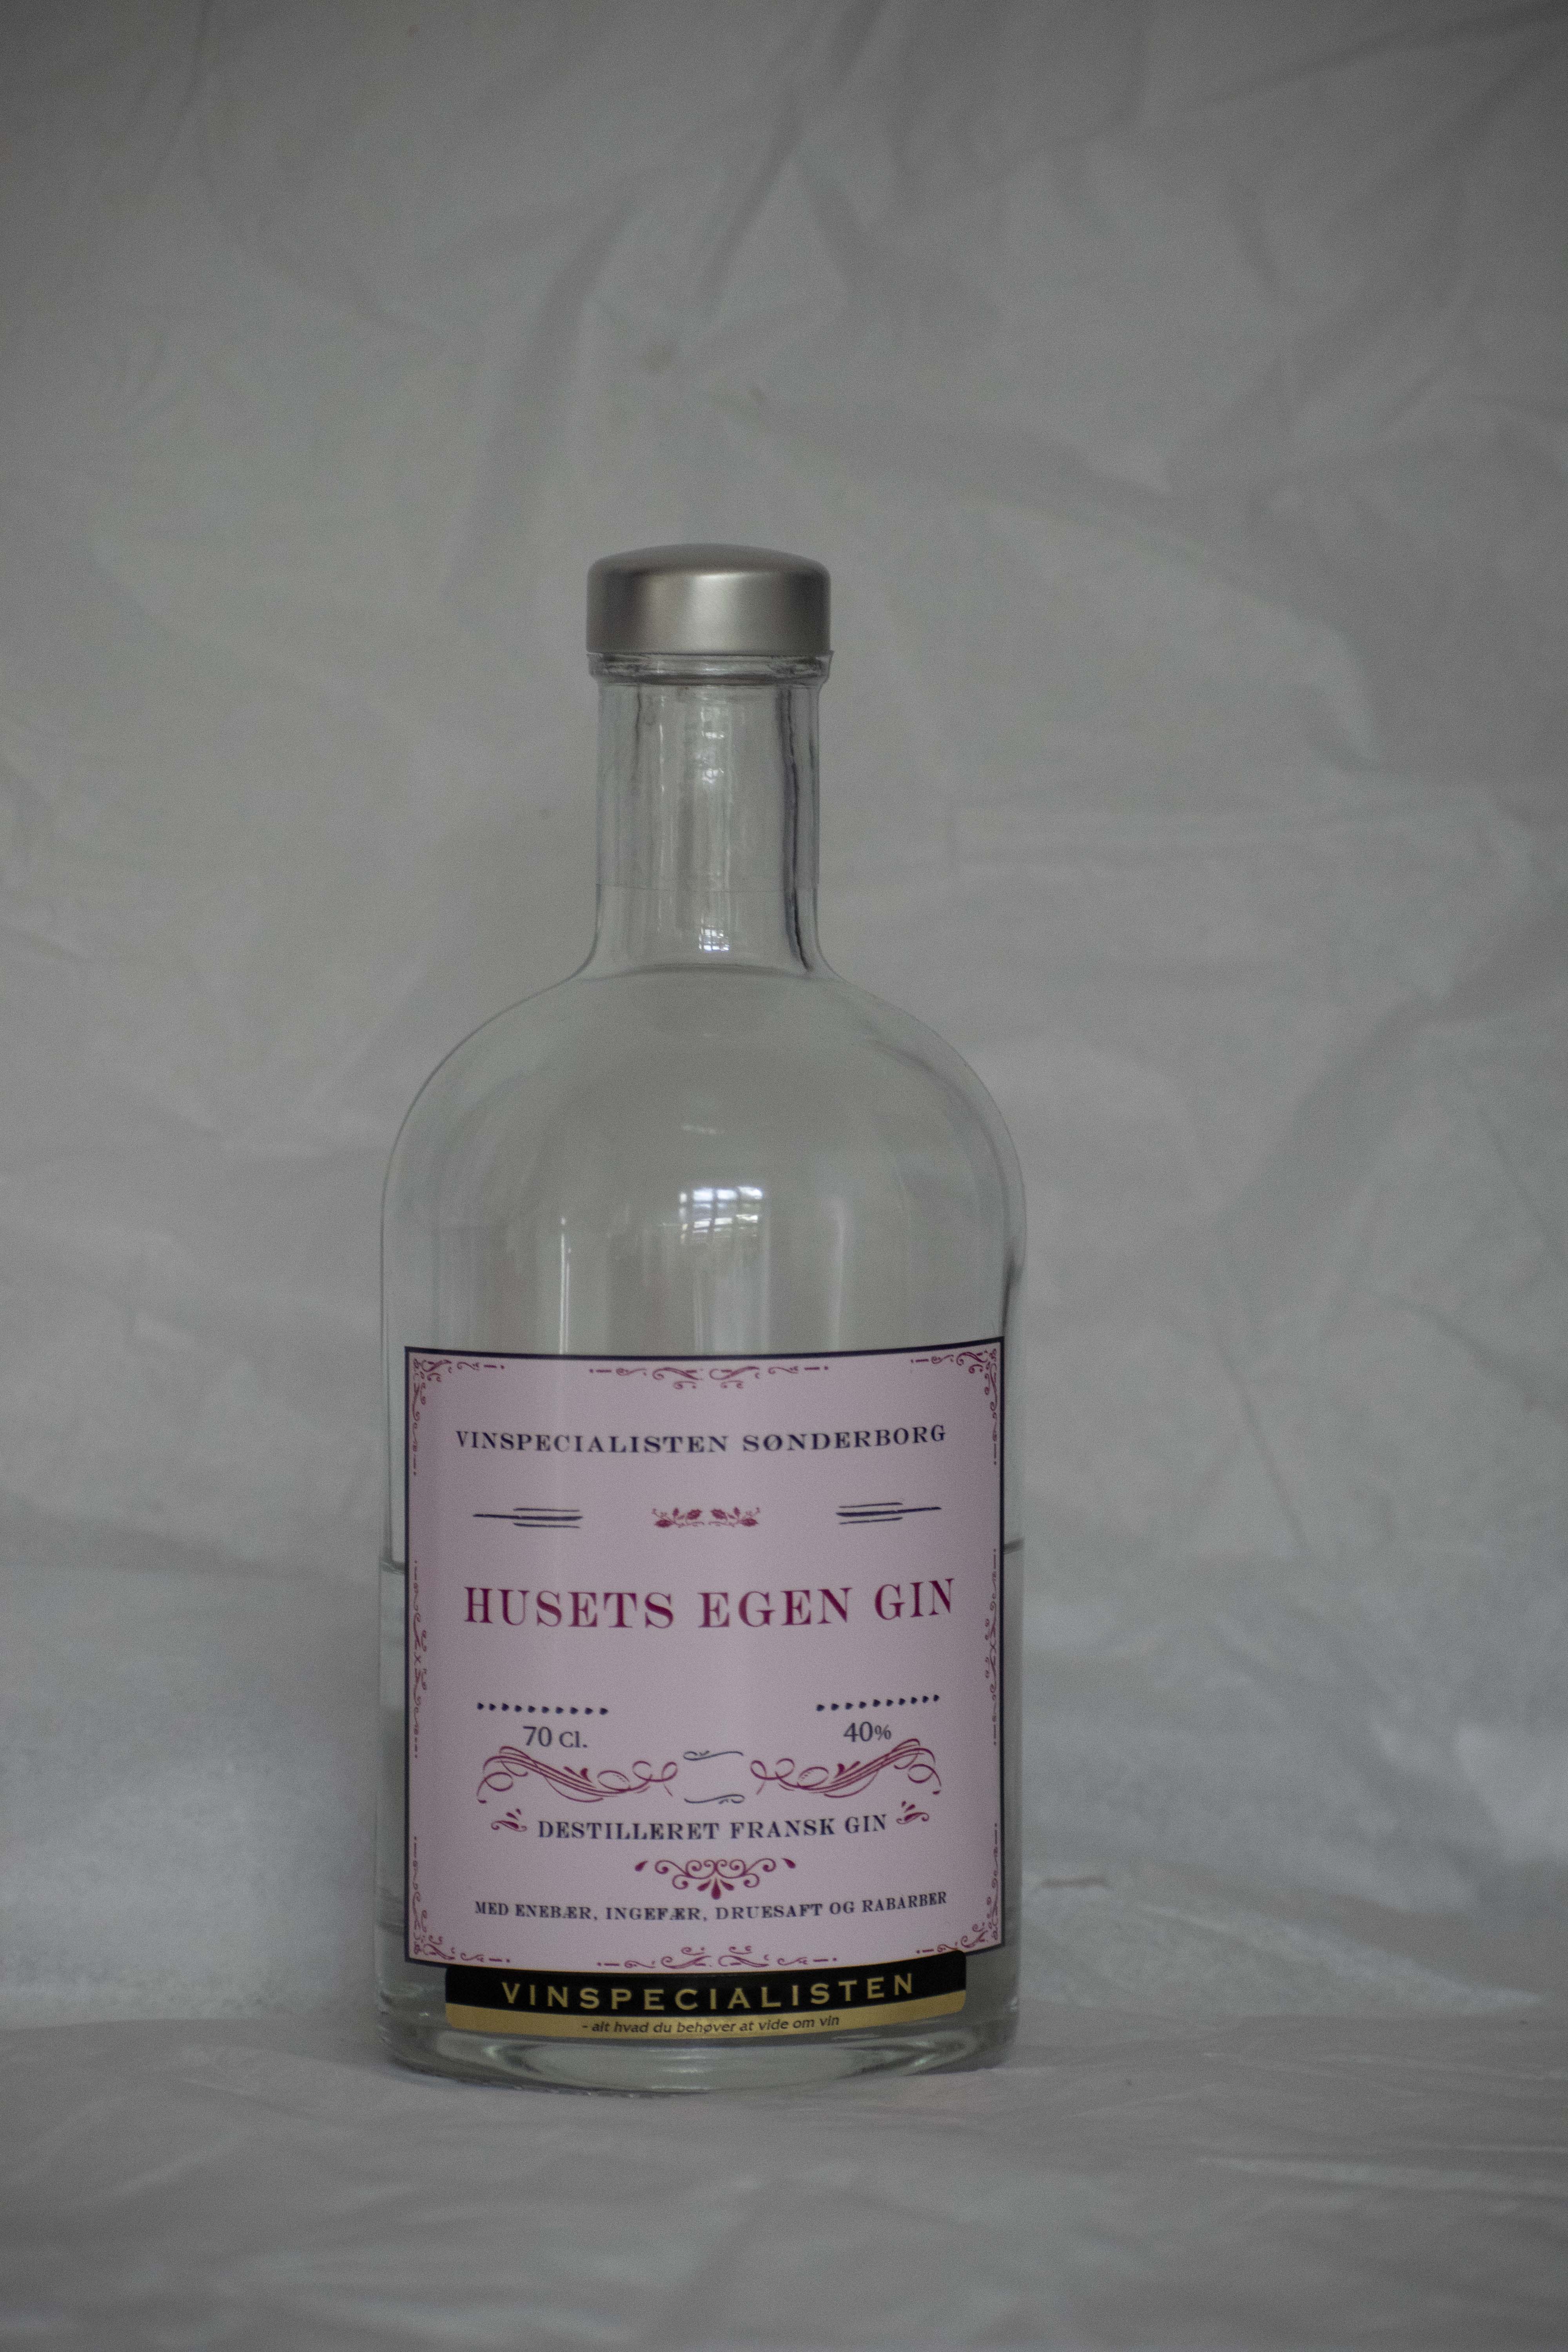 VINSPECIALISTEN SØNDERBORG
HUSETS EGEN GIN
70 Cl. 40%
DESTILLERET FRANSK GIN
MED ENEBÆR, INGEFÆR, DRUESAFT OG RABARBER
VINSPECIALISTEN
- alt hvad du behøver at vide om vin